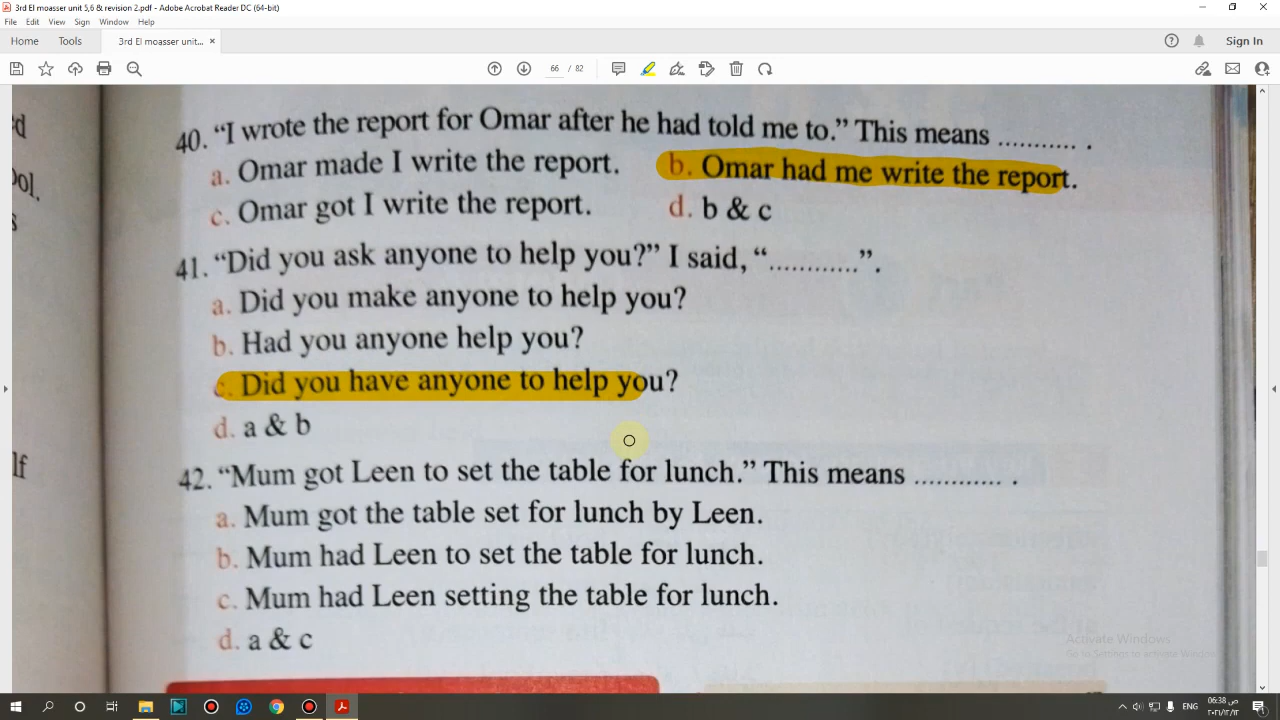 3rd El moasser unit 5,6 & revision 2.pdf - Adobe Acrobat Reader DC (64-bit)
File Edit View Sign Window Help
Home Tools 3rd El moasser unit... × Sign In
66 / 82
40. “I wrote the report for Omar after he had told me to.” This means ............ .
a. Omar made I write the report. b. Omar had me write the report.
c. Omar got I write the report. d. b & c
41. “Did you ask anyone to help you?” I said, “.............”.
a. Did you make anyone to help you?
b. Had you anyone help you?
c. Did you have anyone to help you?
d. a & b
42. “Mum got Leen to set the table for lunch.” This means ............. .
a. Mum got the table set for lunch by Leen.
b. Mum had Leen to set the table for lunch.
c. Mum had Leen setting the table for lunch.
d. a & c
Activate Windows
Go to Settings to activate Windows.
ENG 06:38 ص